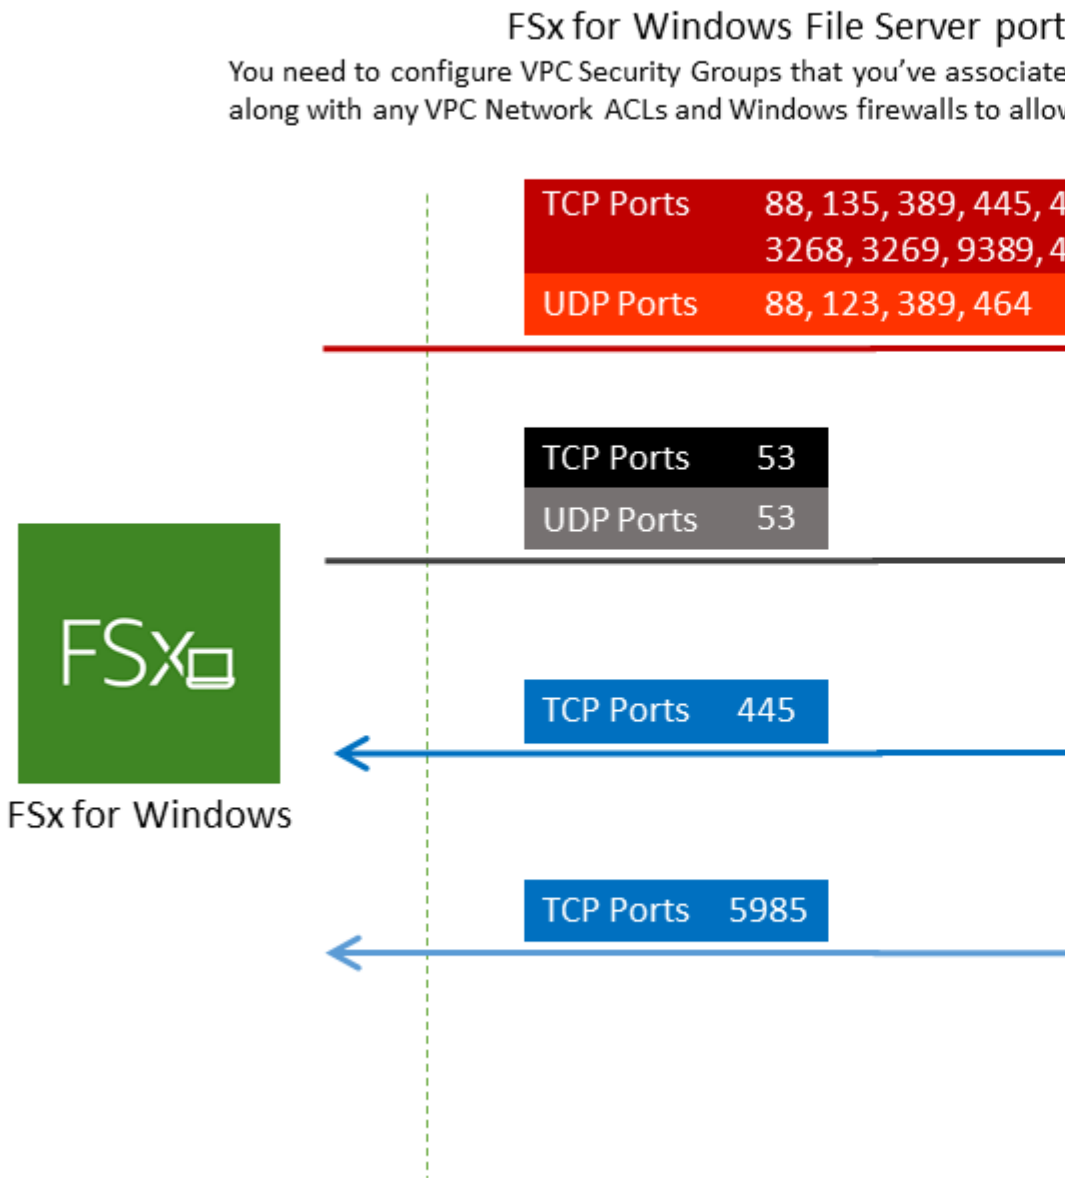 FSx for Windows File Server port
You need to configure VPC Security Groups that you've associate
along with any VPC Network ACLs and Windows firewalls to allow
TCP Ports 88, 135, 389, 445, 4
3268, 3269, 9389, 4
UDP Ports 88, 123, 389, 464
TCP Ports 53
UDP Ports 53
FSx
TCP Ports 445
FSx for Windows
TCP Ports 5985